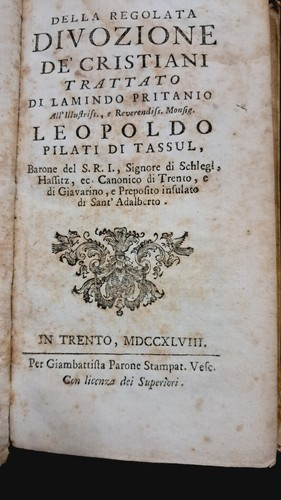 DELLA REGOLATA
DIVOZIONE
DE' CRISTIANI
TRATTATO
DI LAMINDO PRITANIO
All'Illustriss., e Reverendiss. Monsig.
LEOPOLDO
PILATI DI TASSUL,
Barone del S. R. I., Signore di Schlegl,
Hassitz, ec. Canonico di Trento, e
di Giavarino, e Preposito insulato
di Sant' Adalberto.
IN TRENTO, MDCCXLVIII.
Per Giambattista Parone Stampat. Vesc.
Con licenza dei Superiori.